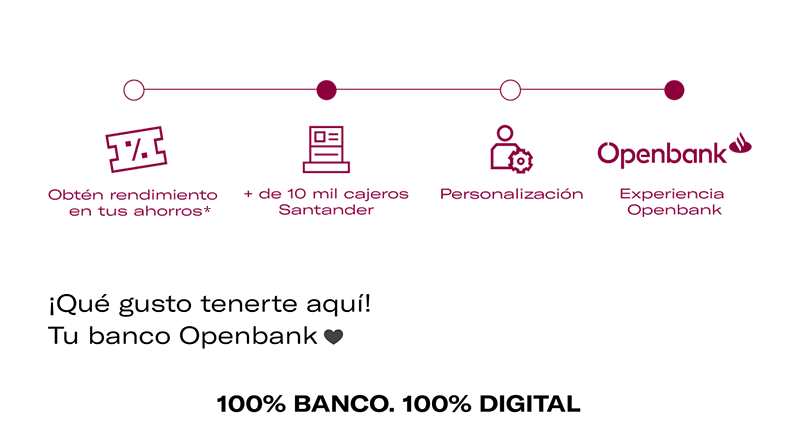 Obtén rendimiento
en tus ahorros*
+ de 10 mil cajeros
Santander
Personalización
Openbank
Experiencia
Openbank
¡Qué gusto tenerte aquí!
Tu banco Openbank
100% BANCO. 100% DIGITAL